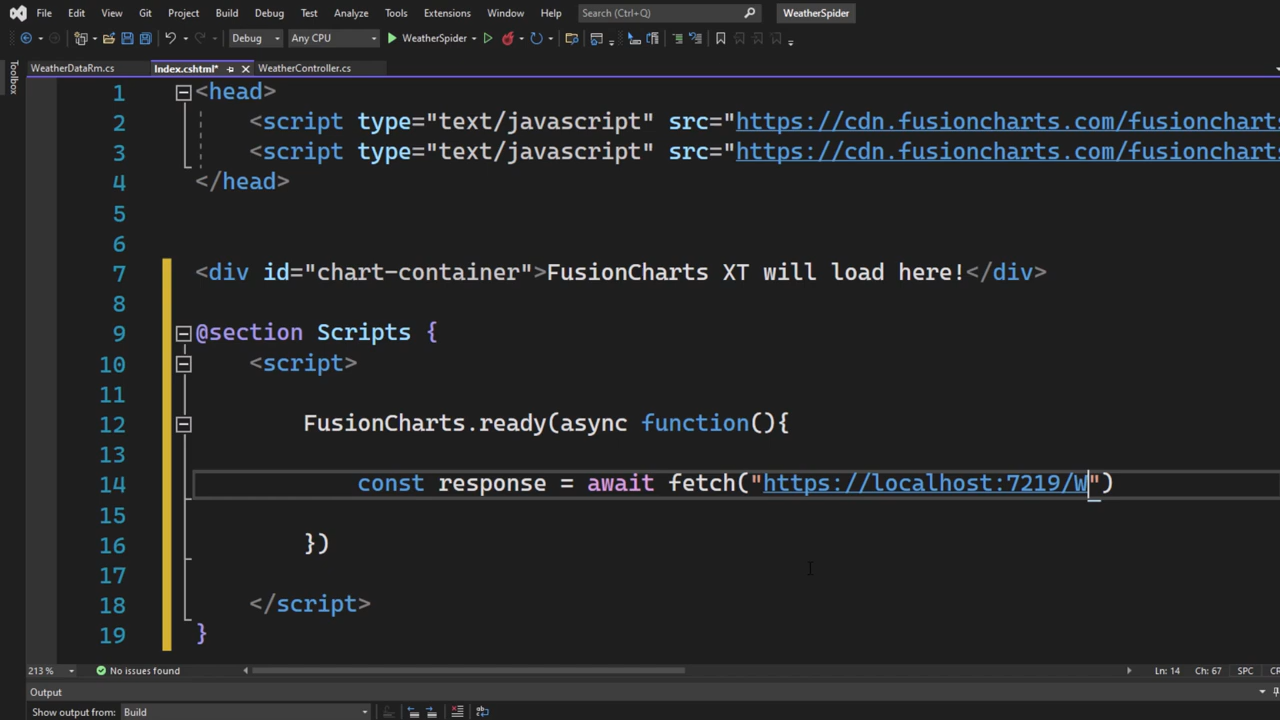 File Edit View Git Project Build Debug Test Analyze Tools Extensions Window Help Search (Ctrl+Q) WeatherSpider
Debug Any CPU WeatherSpider
Toolbox
WeatherDataRm.cs Index.cshtml* WeatherController.cs
1 <head>
2 <script type="text/javascript" src="https://cdn.fusioncharts.com/fusioncharts
3 <script type="text/javascript" src="https://cdn.fusioncharts.com/fusioncharts
4 </head>
5
6
7 <div id="chart-container">FusionCharts XT will load here!</div>
8
9 @section Scripts {
10 <script>
11
12 FusionCharts.ready(async function(){
13
14 const response = await fetch("https://localhost:7219/W")
15
16 })
17
18 </script>
19 }
213 % No issues found Ln: 14 Ch: 67 SPC
Output
Show output from: Build